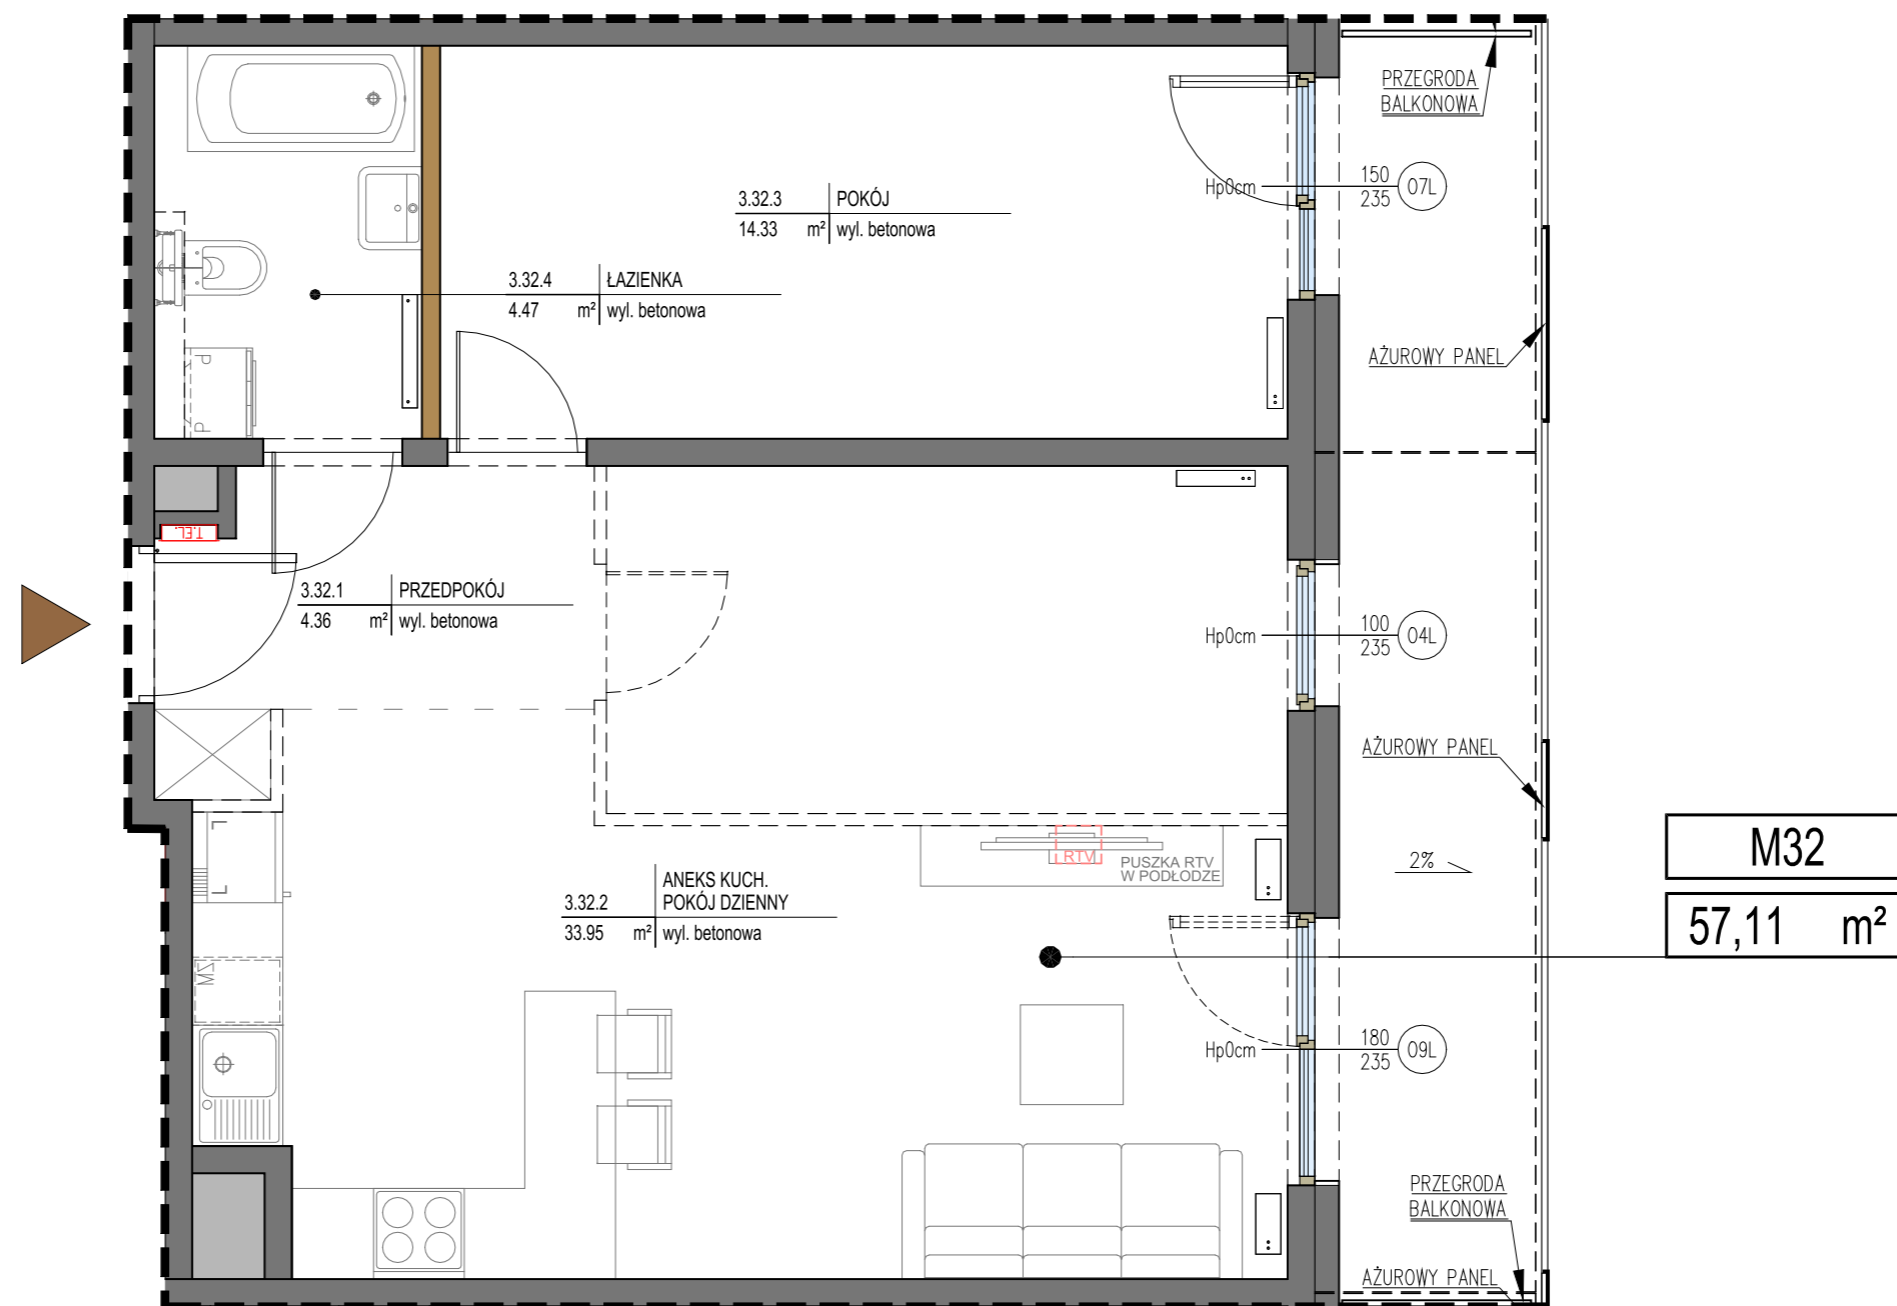 PRZEGRODA
BALKONOWA
3.32.3 POKÓJ
14.33 m² wyl. betonowa
Hp0cm 150 07L
235
3.32.4 ŁAZIENKA
4.47 m² wyl. betonowa
AŻUROWY PANEL
P
P
T.EL.
3.32.1 PRZEDPOKÓJ
4.36 m² wyl. betonowa
Hp0cm 100 04L
235
AŻUROWY PANEL
M32
57,11 m²
2%
RTV
PUSZKA RTV
W PODŁODZE
ANEKS KUCH.
3.32.2 POKÓJ DZIENNY
33.95 m² wyl. betonowa
ZM
Hp0cm 180 09L
235
PRZEGRODA
BALKONOWA
AŻUROWY PANEL